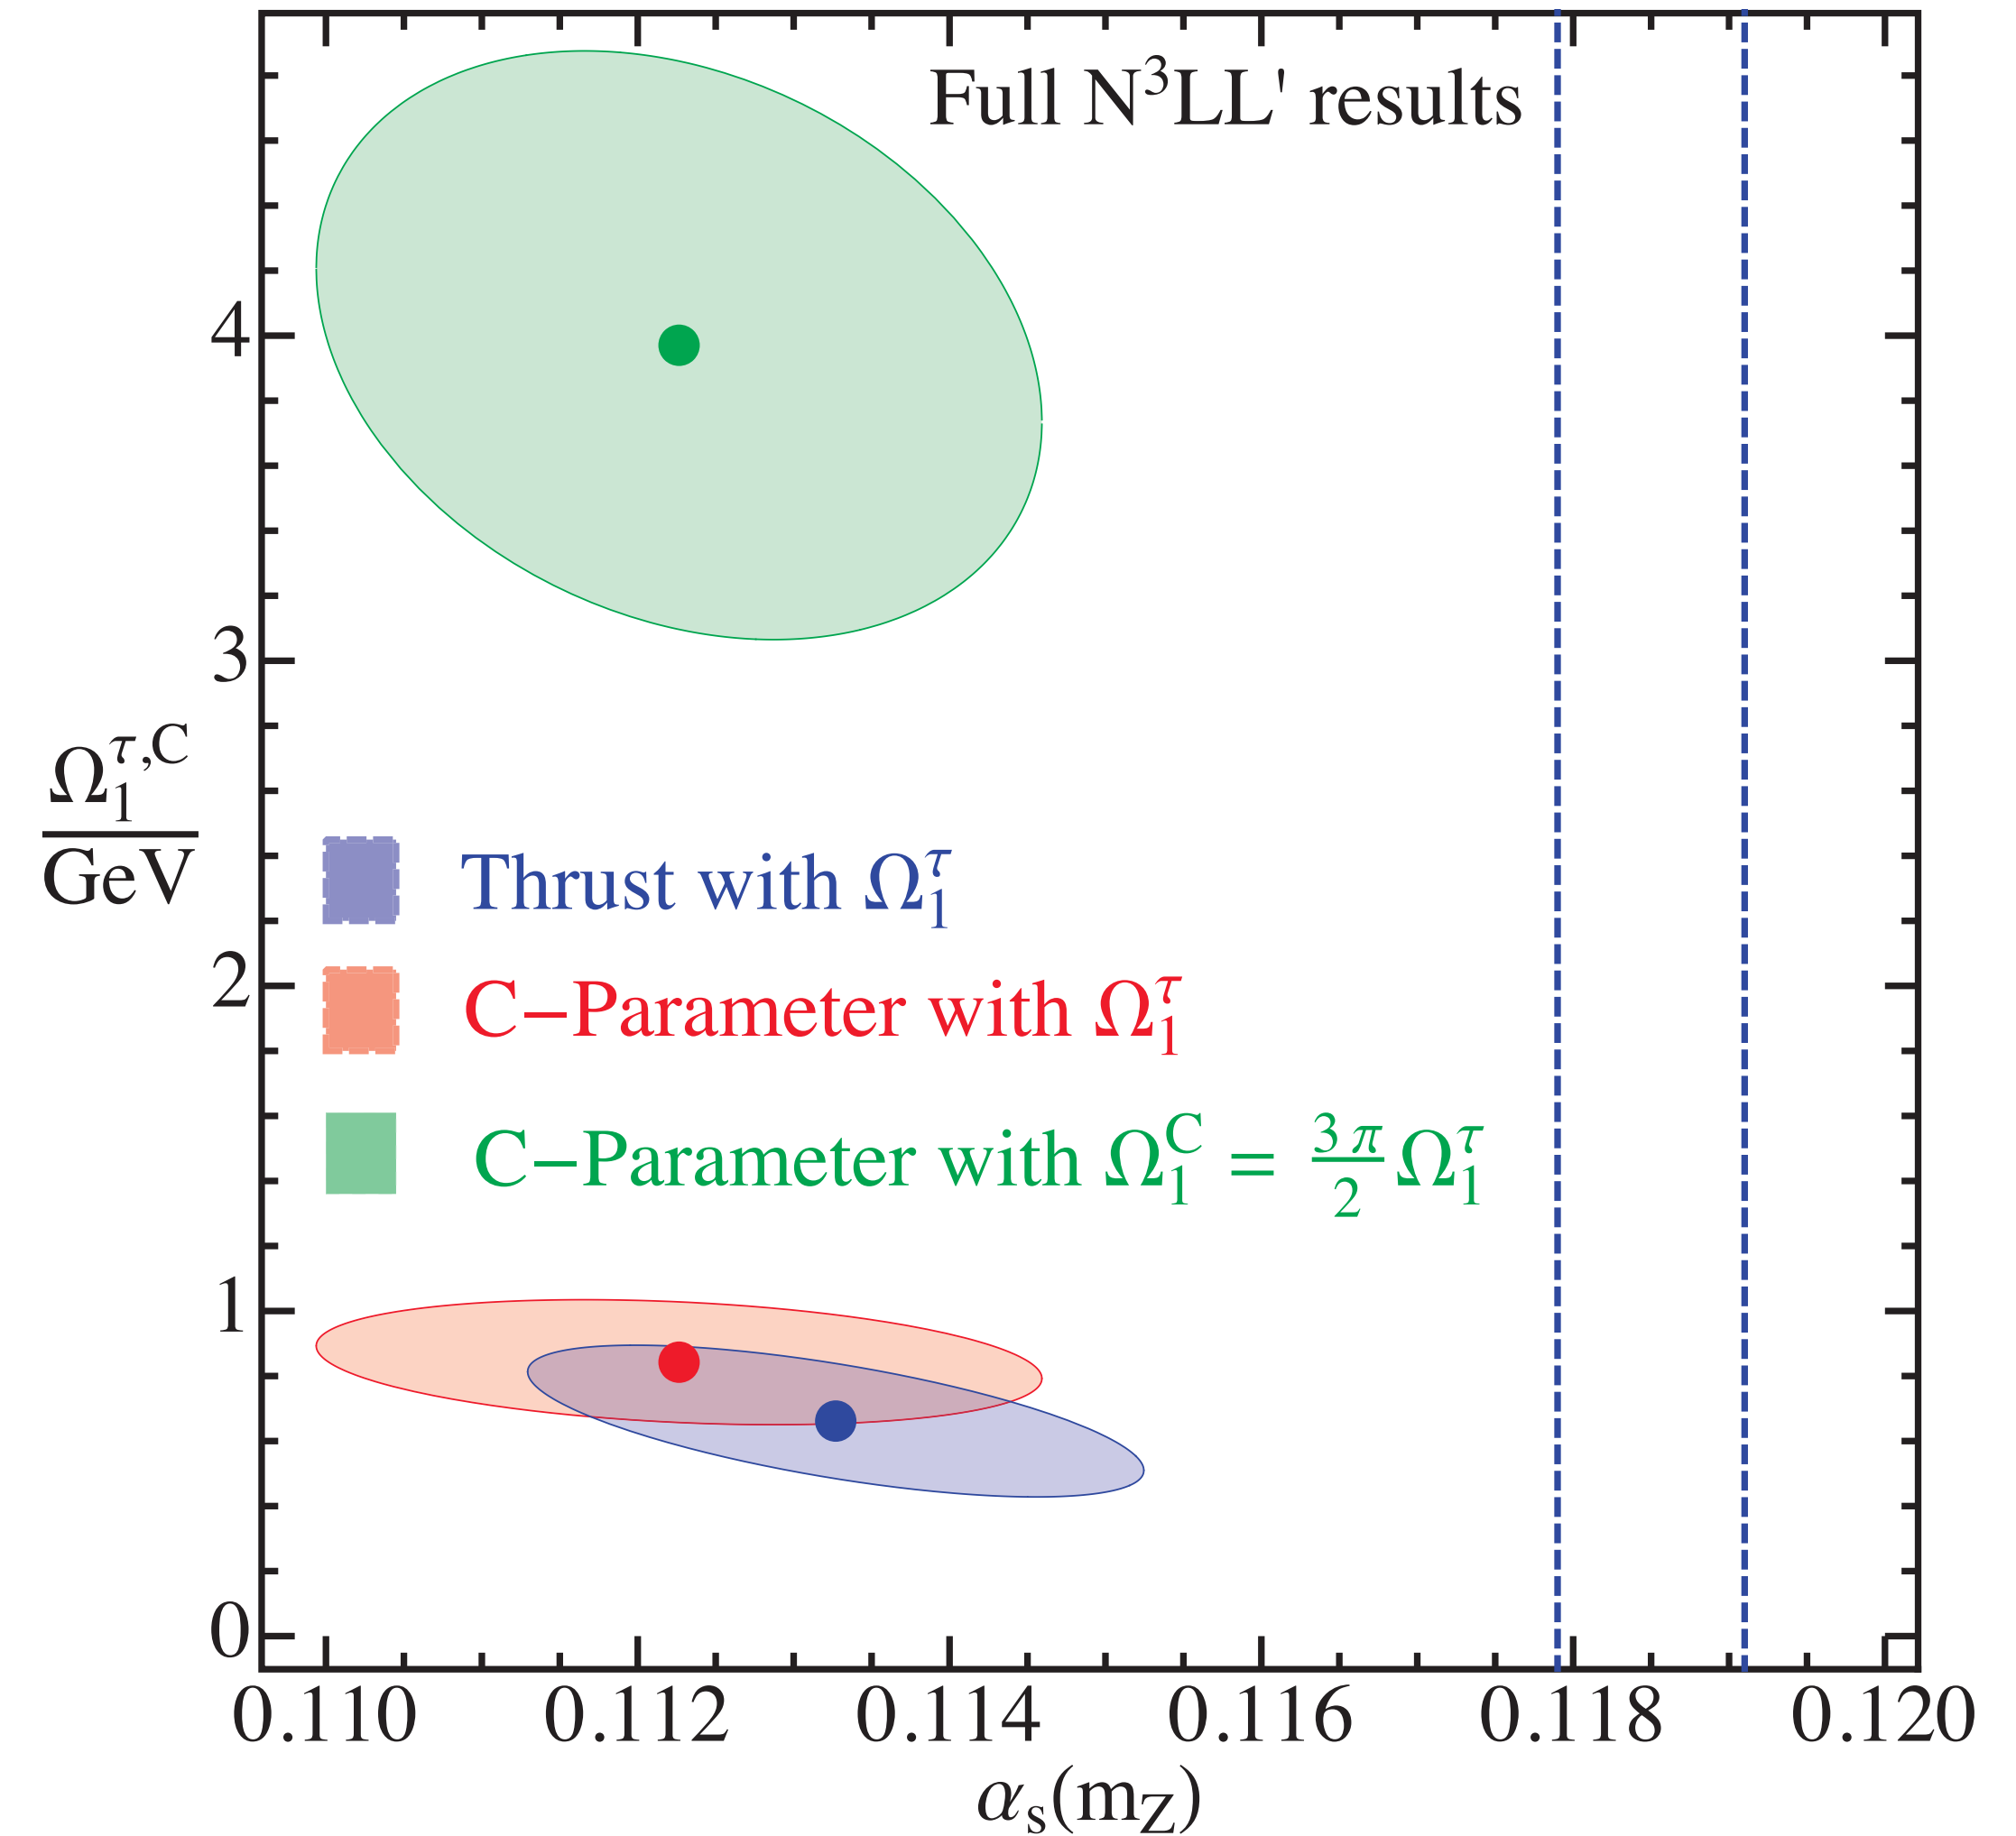 Full N³LL' results
4
3
Ω₁^τ,C
GeV
2
1
0
Thrust with Ω₁^τ
C−Parameter with Ω₁^τ
C−Parameter with Ω₁^C = 3π/2 Ω₁^τ
0.110 0.112 0.114 0.116 0.118 0.120
αs(mZ)